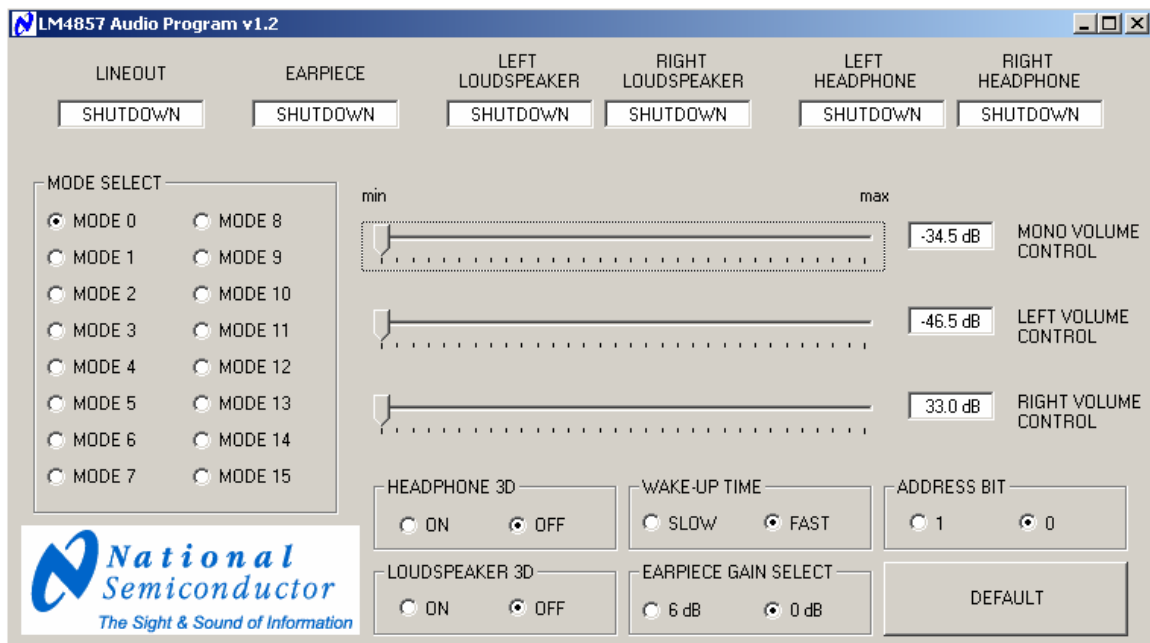 LM4857 Audio Program v1.2
LINEOUT
EARPIECE
LEFT
LOUDSPEAKER
RIGHT
LOUDSPEAKER
LEFT
HEADPHONE
RIGHT
HEADPHONE
SHUTDOWN
SHUTDOWN
SHUTDOWN
SHUTDOWN
SHUTDOWN
SHUTDOWN
MODE SELECT
MODE 0
MODE 8
MODE 1
MODE 9
MODE 2
MODE 10
MODE 3
MODE 11
MODE 4
MODE 12
MODE 5
MODE 13
MODE 6
MODE 14
MODE 7
MODE 15
min
max
-34.5 dB
MONO VOLUME
CONTROL
-46.5 dB
LEFT VOLUME
CONTROL
33.0 dB
RIGHT VOLUME
CONTROL
HEADPHONE 3D
ON
OFF
WAKE-UP TIME
SLOW
FAST
ADDRESS BIT
1
0
LOUDSPEAKER 3D
ON
OFF
EARPIECE GAIN SELECT
6 dB
0 dB
DEFAULT
National
Semiconductor
The Sight & Sound of Information